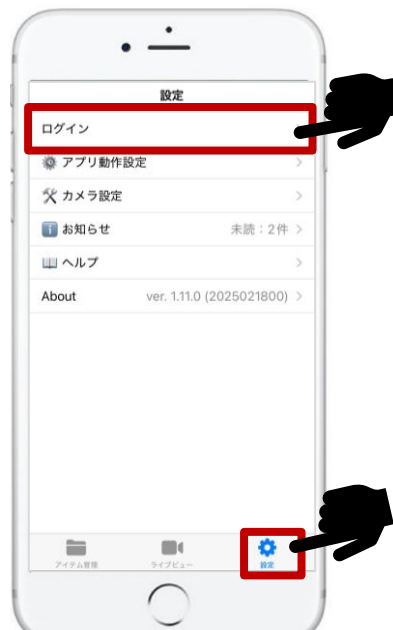 設定
ログイン
アプリ動作設定
カメラ設定
お知らせ 未読：2件
ヘルプ
About ver. 1.11.0 (2025021800)
アイテム管理 ライブビュー 設定